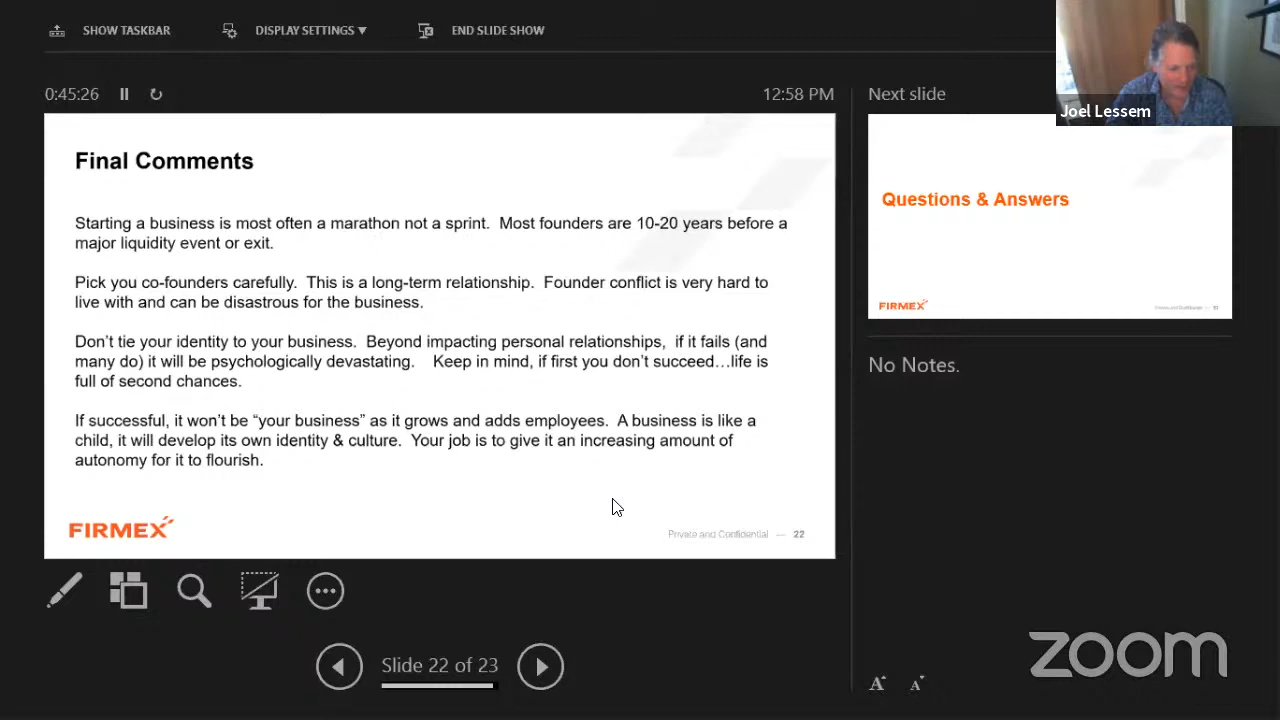 SHOW TASKBAR
DISPLAY SETTINGS
END SLIDE SHOW
Joel Lessem
0:45:26
12:58 PM
Final Comments
Starting a business is most often a marathon not a sprint. Most founders are 10-20 years before a
major liquidity event or exit.
Pick you co-founders carefully. This is a long-term relationship. Founder conflict is very hard to
live with and can be disastrous for the business.
Don't tie your identity to your business. Beyond impacting personal relationships, if it fails (and
many do) it will be psychologically devastating. Keep in mind, if first you don't succeed…life is
full of second chances.
If successful, it won't be “your business” as it grows and adds employees. A business is like a
child, it will develop its own identity & culture. Your job is to give it an increasing amount of
autonomy for it to flourish.
FIRMEX
Private and Confidential — 22
Next slide
Questions & Answers
FIRMEX
No Notes.
Slide 22 of 23
A A
zoom